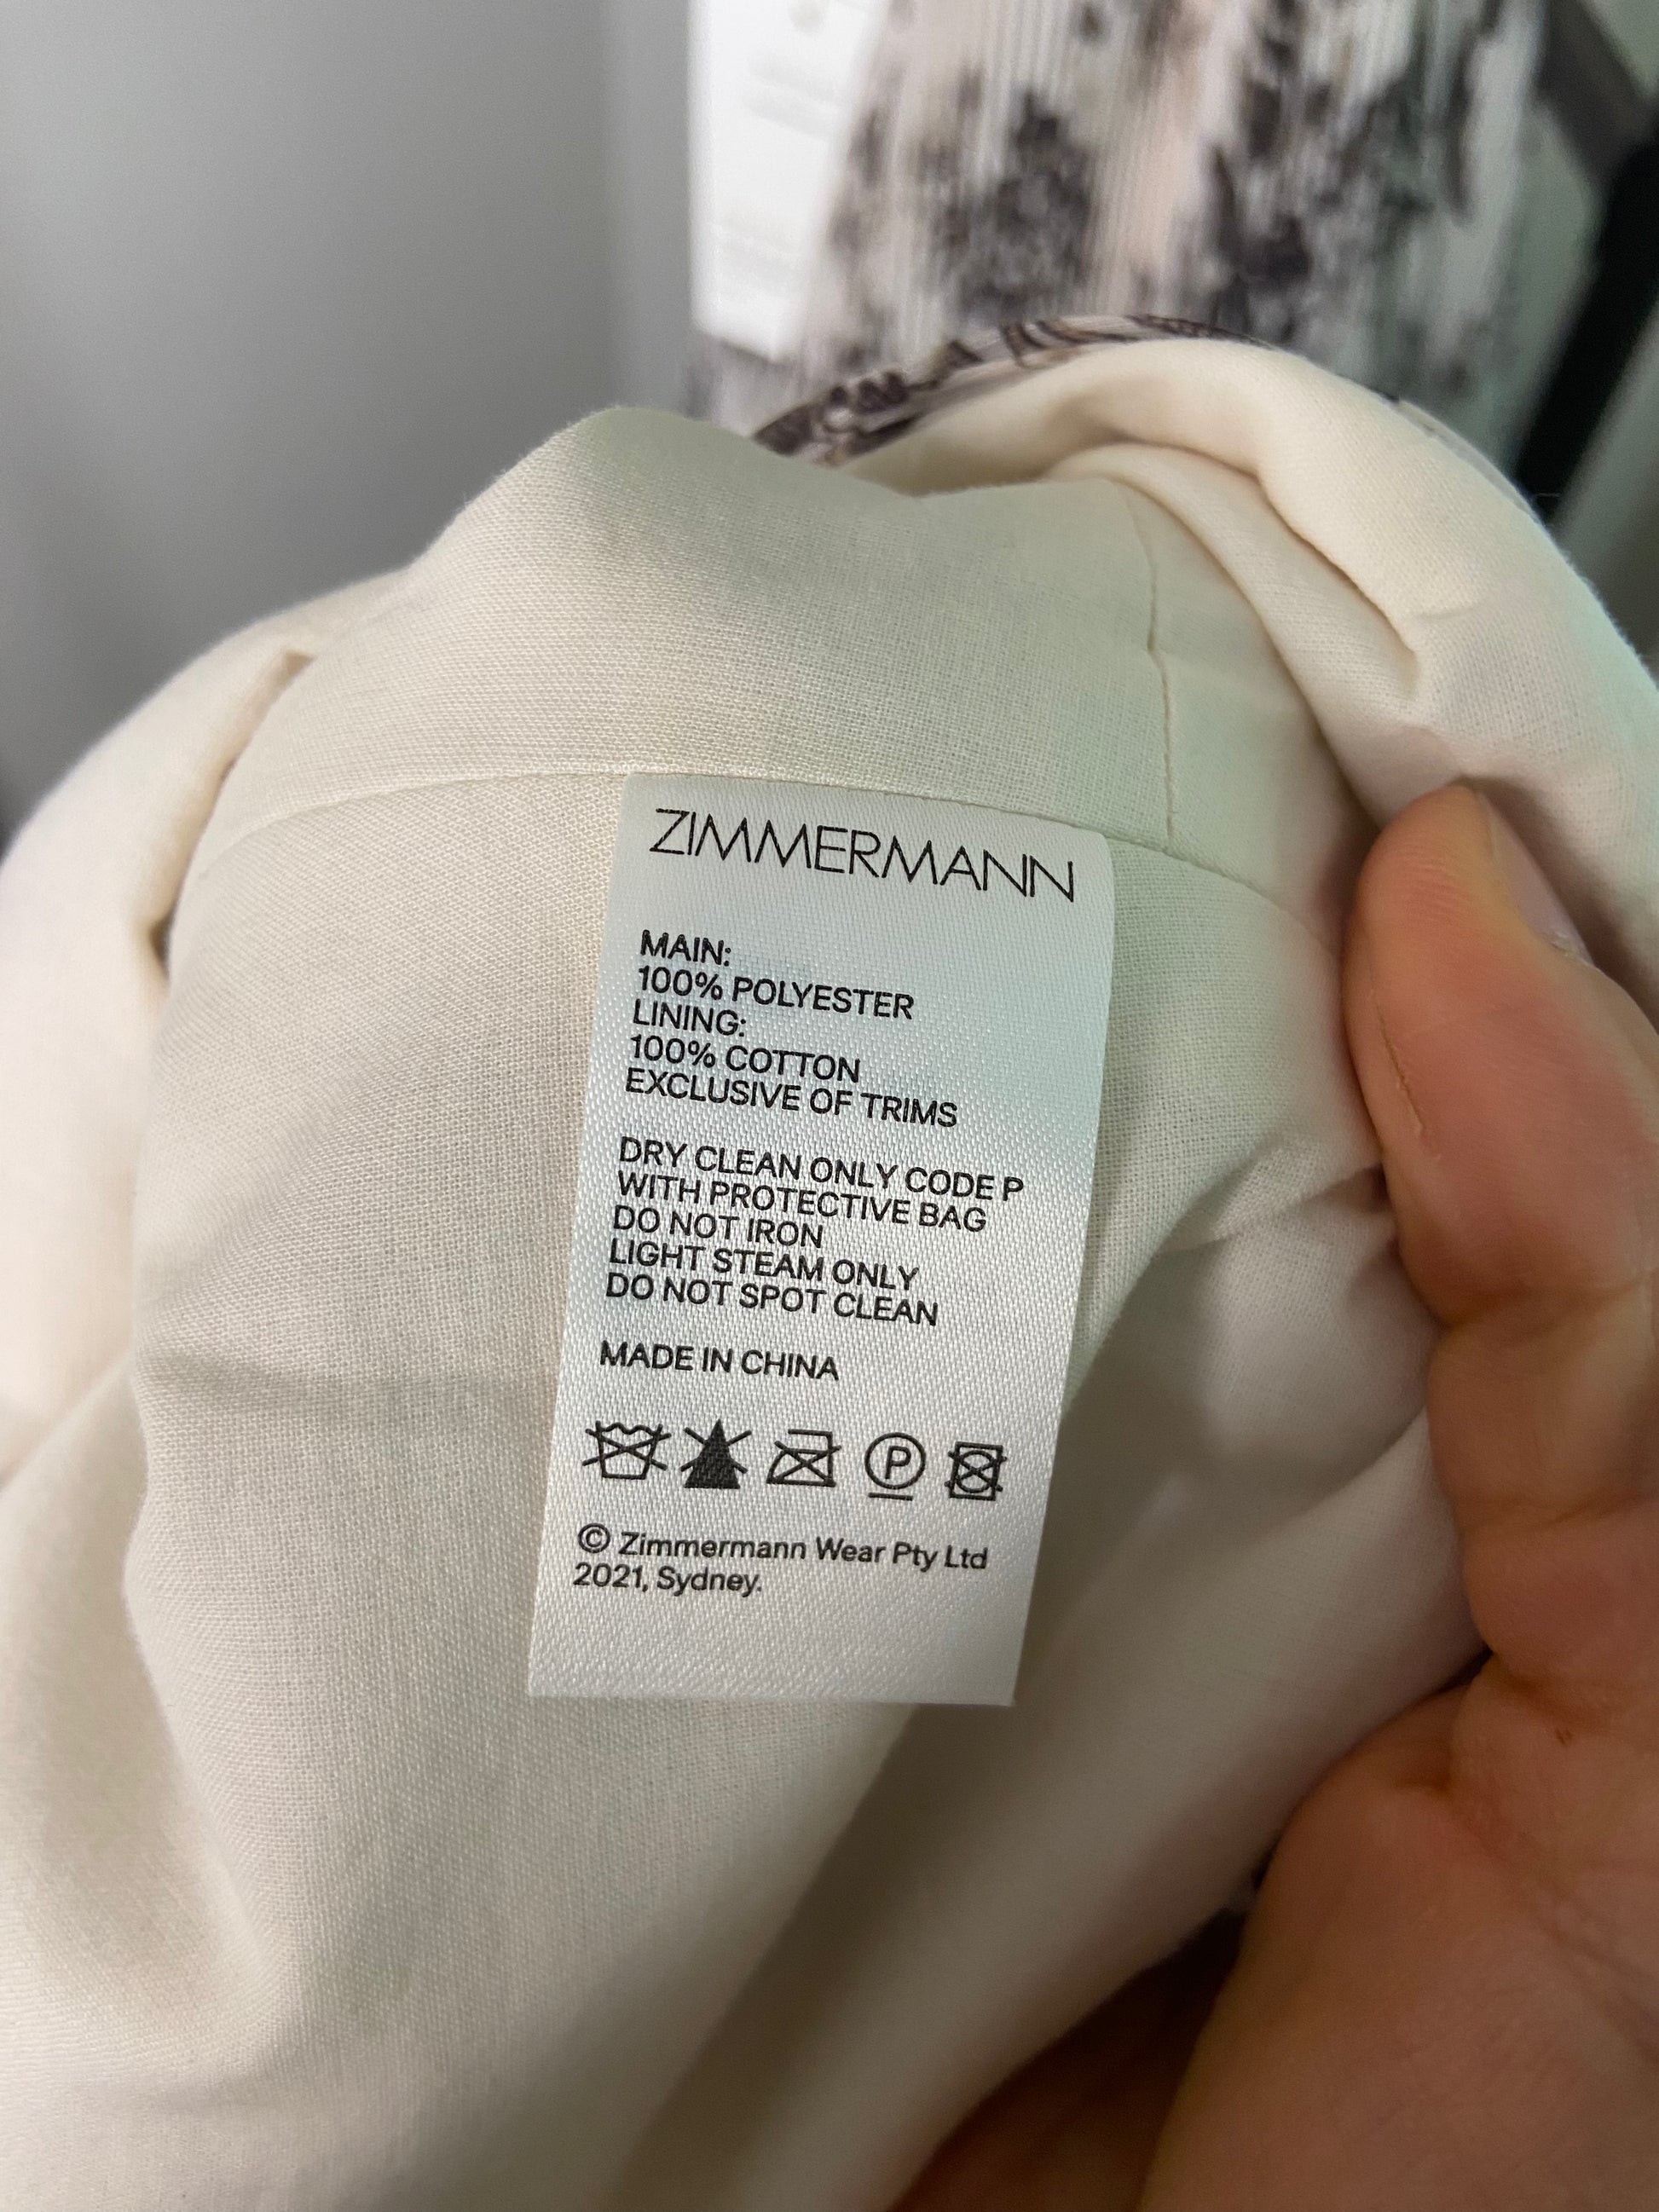 ZIMMERMANN
MAIN:
100% POLYESTER
LINING:
100% COTTON
EXCLUSIVE OF TRIMS
DRY CLEAN ONLY CODE P
WITH PROTECTIVE BAG
DO NOT IRON
LIGHT STEAM ONLY
DO NOT SPOT CLEAN
MADE IN CHINA
P
© Zimmermann Wear Pty Ltd
2021, Sydney.